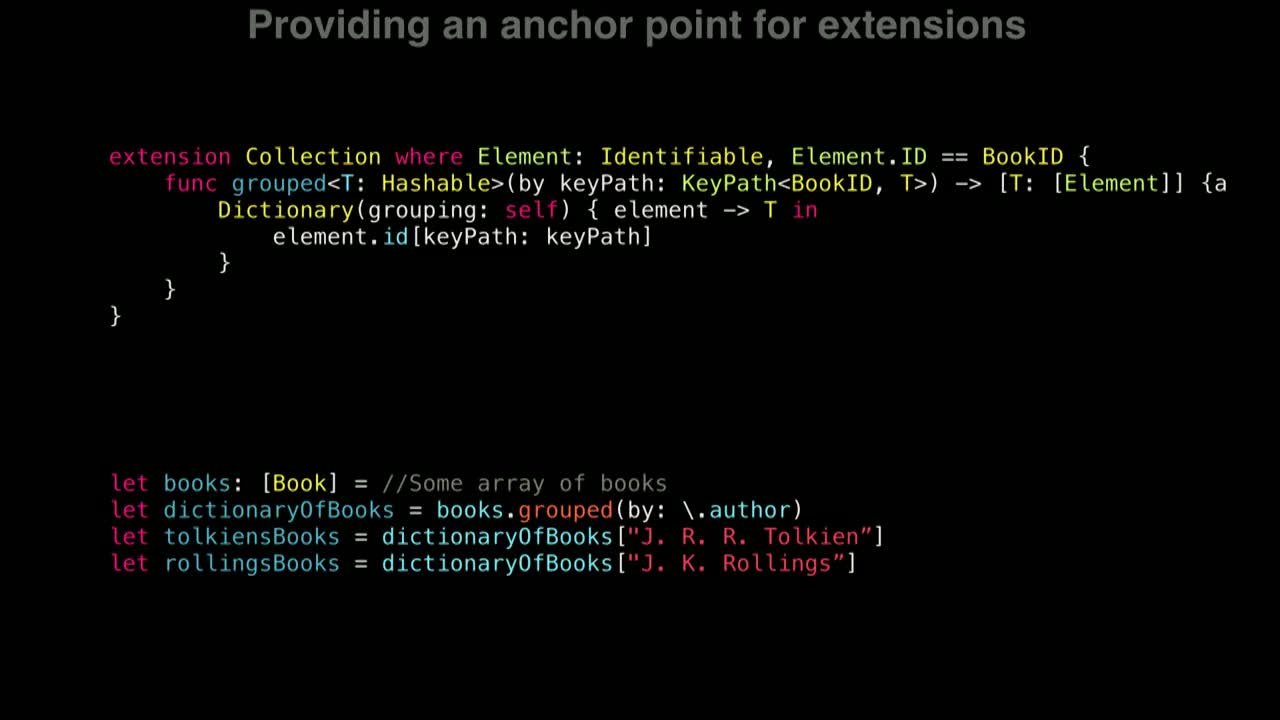 Providing an anchor point for extensions
extension Collection where Element: Identifiable, Element.ID == BookID {
    func grouped<T: Hashable>(by keyPath: KeyPath<BookID, T>) -> [T: [Element]] {a
        Dictionary(grouping: self) { element -> T in
            element.id[keyPath: keyPath]
        }
    }
}
let books: [Book] = //Some array of books
let dictionaryOfBooks = books.grouped(by: \.author)
let tolkiensBooks = dictionaryOfBooks["J. R. R. Tolkien”]
let rollingsBooks = dictionaryOfBooks["J. K. Rollings”]